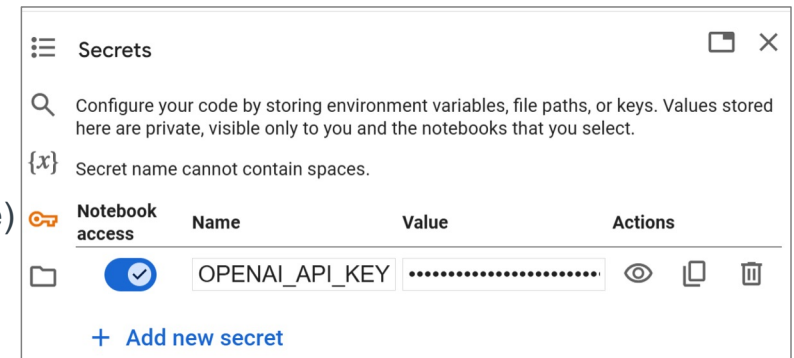 Secrets
Configure your code by storing environment variables, file paths, or keys. Values stored
here are private, visible only to you and the notebooks that you select.
{x}
Secret name cannot contain spaces.
)
Notebook access Name Value Actions
OPENAI_API_KEY ••••••••••••••••••••••••
+ Add new secret